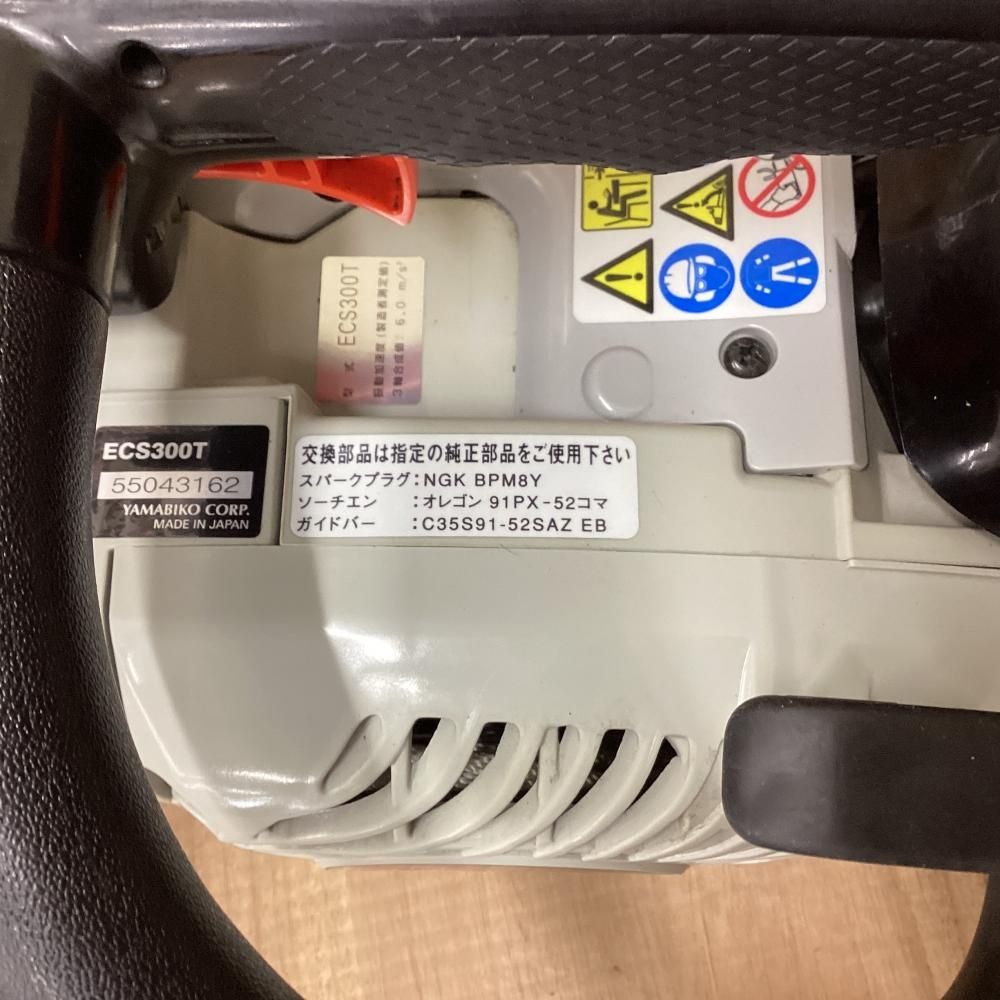 型 式 ECS300T
振動加速度(製造者測定値)
3軸合成値: 6.0 m/s²
ECS300T
55043162
YAMABIKO CORP.
MADE IN JAPAN
交換部品は指定の純正部品をご使用下さい
スパークプラグ:NGK BPM8Y
ソーチエン :オレゴン 91PX-52コマ
ガイドバー :C35S91-52SAZ EB